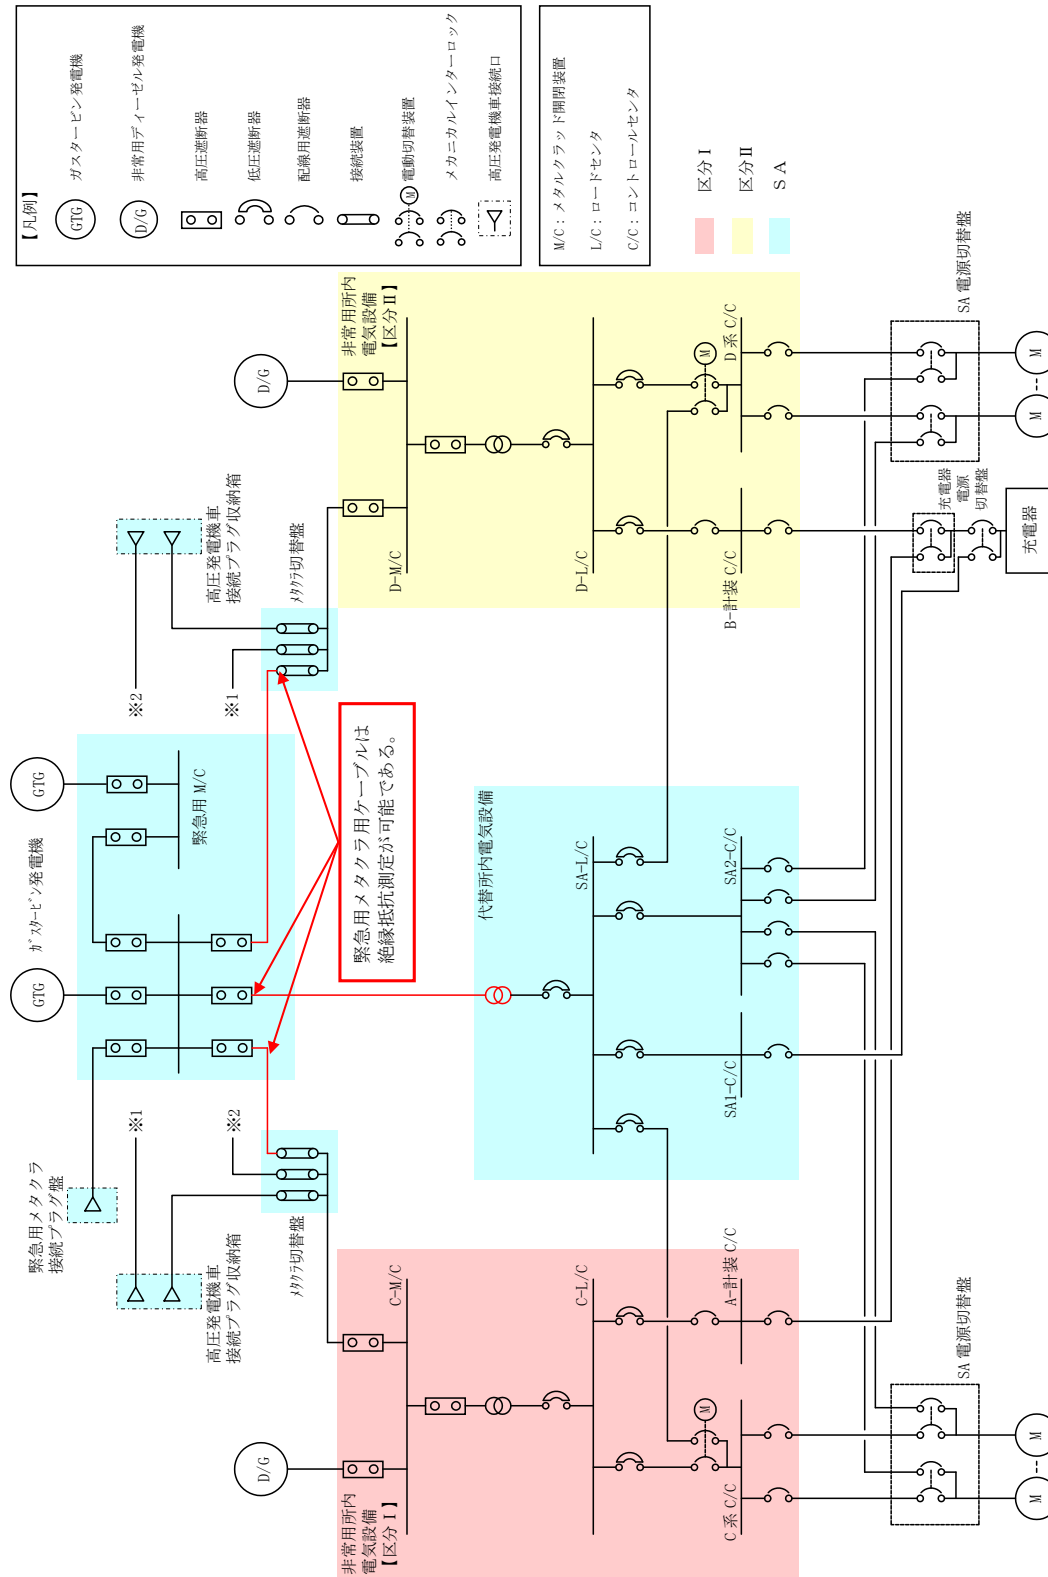 【凡例】
GTG
ガスタービン発電機
D/G
非常用ディーゼル発電機
高圧遮断器
低圧遮断器
配線用遮断器
接続装置
M
電動切替装置
メカニカルインターロック
高圧発電機車接続口
M/C：メタルクラッド開閉装置
L/C：ロードセンタ
C/C：コントロールセンタ
区分Ⅰ
区分Ⅱ
ＳＡ
GTG
GTG
ガスタービン発電機
緊急用 M/C
緊急用メタクラ
接続プラグ盤
※1
※2
高圧発電機車
接続プラグ収納箱
メタクラ切替盤
※2
※1
高圧発電機車
接続プラグ収納箱
メタクラ切替盤
緊急用メタクラ用ケーブルは
絶縁抵抗測定が可能である。
D/G
非常用所内
電気設備
【区分Ⅰ】
C-M/C
C-L/C
M
C 系 C/C
A-計装 C/C
代替所内電気設備
SA-L/C
SA1-C/C
SA2-C/C
D/G
非常用所内
電気設備
【区分Ⅱ】
D-M/C
D-L/C
M
B-計装 C/C
D 系 C/C
SA 電源切替盤
M
M
SA 電源切替盤
M
M
充電器
電源
切替盤
充電器